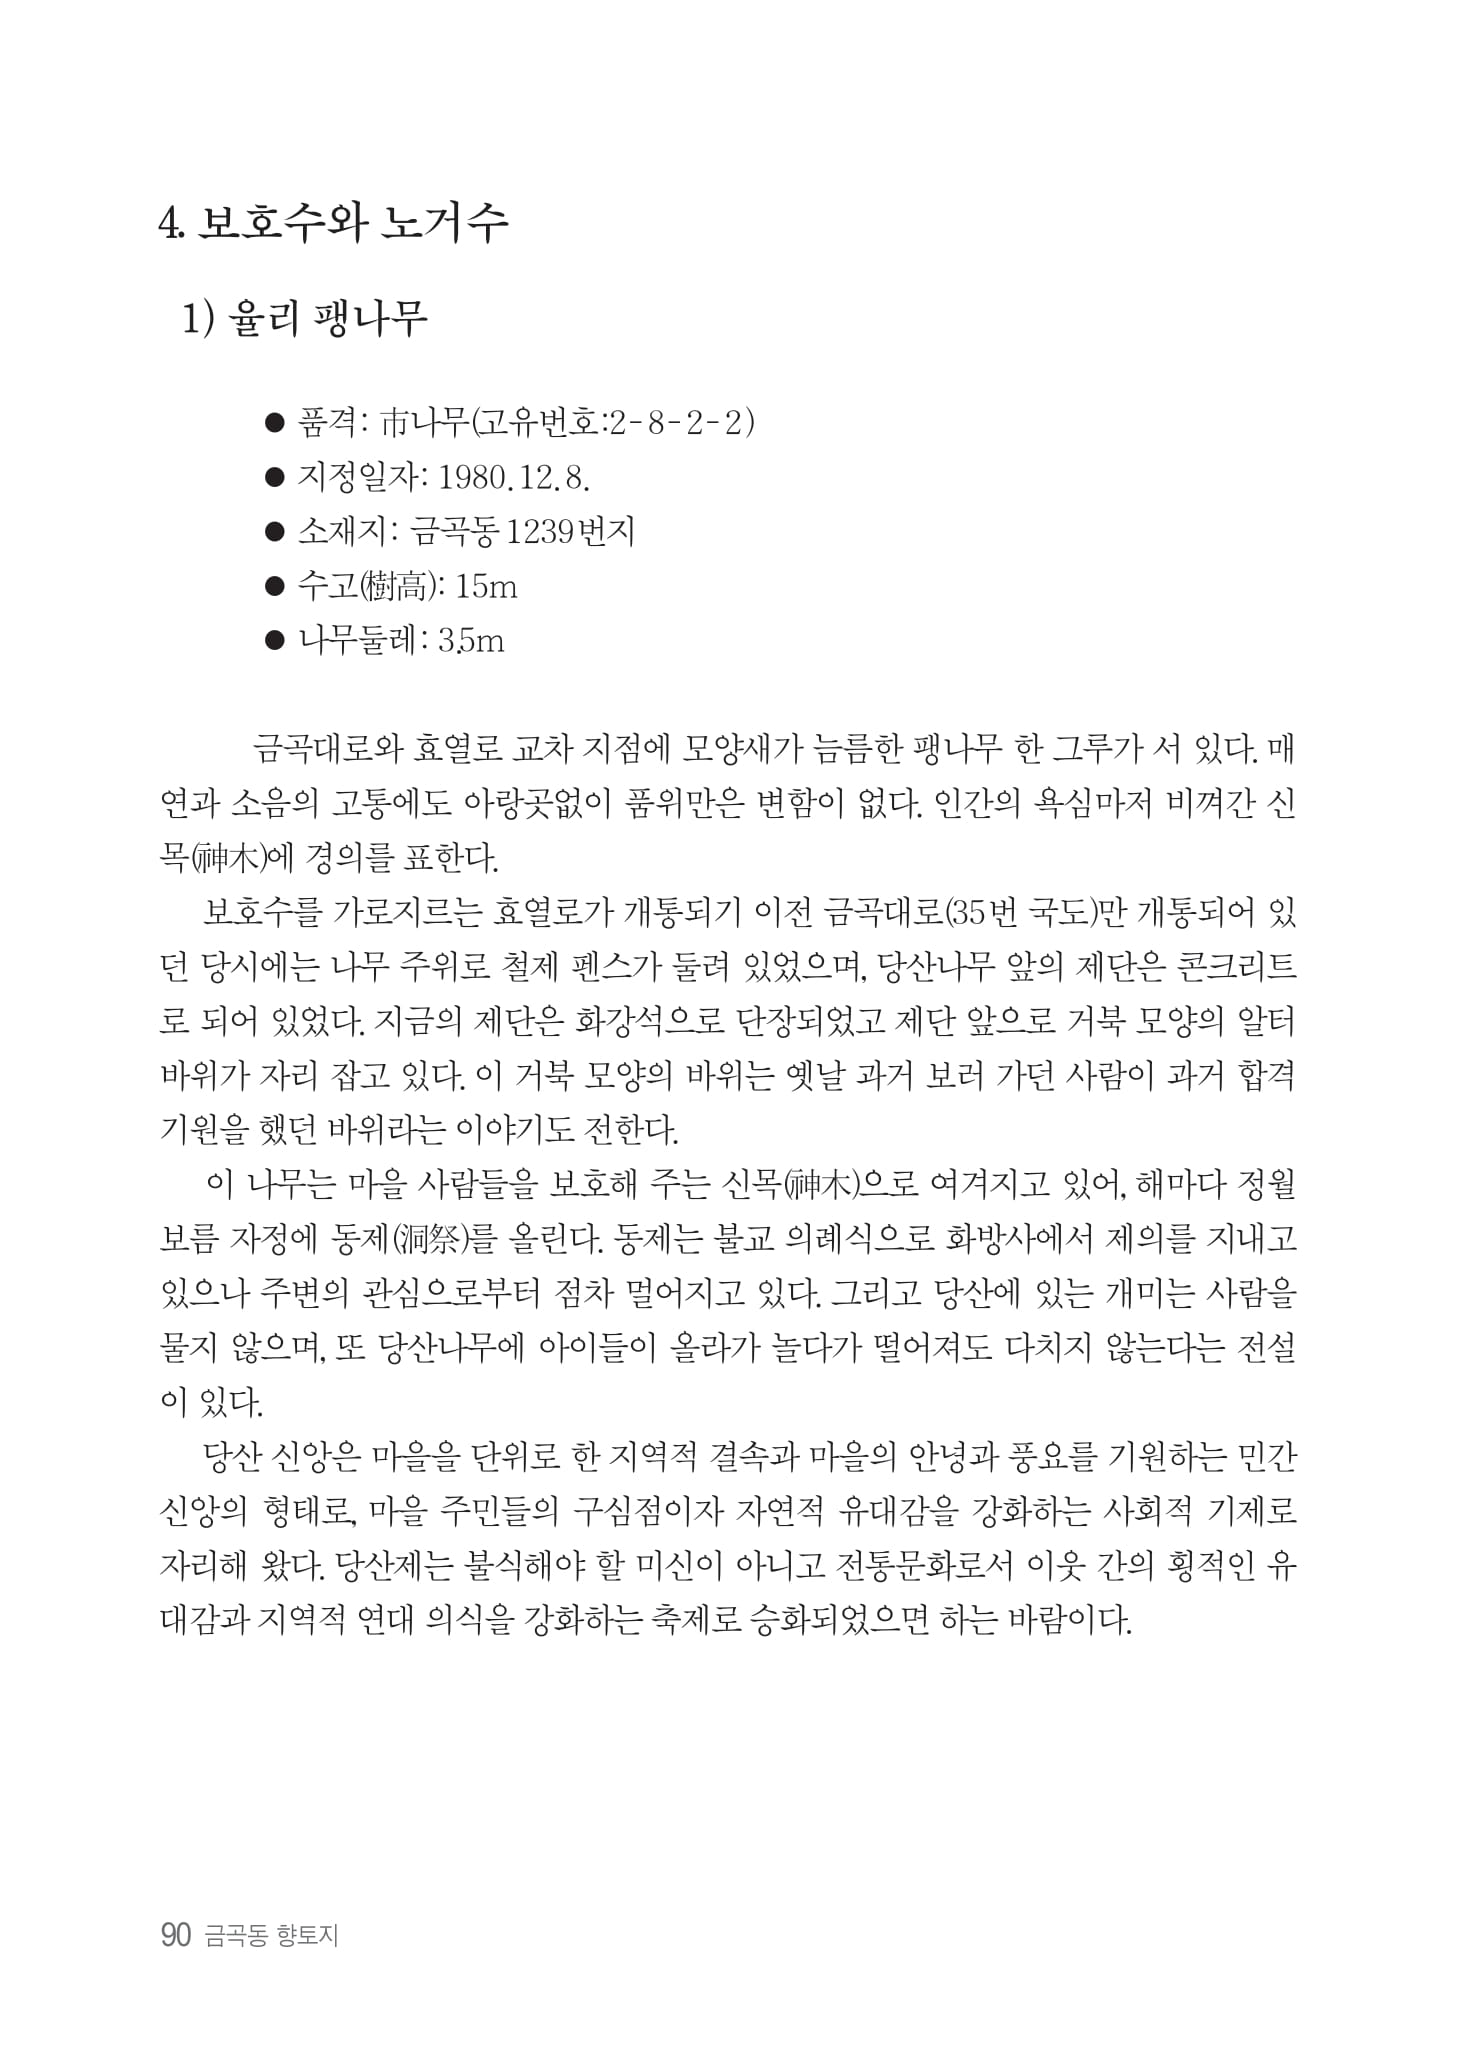 4. 보호수와 노거수
1) 율리 팽나무
● 품격: 市나무(고유번호:2-8-2-2)
● 지정일자: 1980. 12. 8.
● 소재지: 금곡동 1239번지
● 수고(樹高): 15m
● 나무둘레: 3.5m
금곡대로와 효열로 교차 지점에 모양새가 늠름한 팽나무 한 그루가 서 있다. 매
연과 소음의 고통에도 아랑곳없이 품위만은 변함이 없다. 인간의 욕심마저 비껴간 신
목(神木)에 경의를 표한다.
보호수를 가로지르는 효열로가 개통되기 이전 금곡대로(35번 국도)만 개통되어 있
던 당시에는 나무 주위로 철제 펜스가 둘려 있었으며, 당산나무 앞의 제단은 콘크리트
로 되어 있었다. 지금의 제단은 화강석으로 단장되었고 제단 앞으로 거북 모양의 알터
바위가 자리 잡고 있다. 이 거북 모양의 바위는 옛날 과거 보러 가던 사람이 과거 합격
기원을 했던 바위라는 이야기도 전한다.
이 나무는 마을 사람들을 보호해 주는 신목(神木)으로 여겨지고 있어, 해마다 정월
보름 자정에 동제(洞祭)를 올린다. 동제는 불교 의례식으로 화방사에서 제의를 지내고
있으나 주변의 관심으로부터 점차 멀어지고 있다. 그리고 당산에 있는 개미는 사람을
물지 않으며, 또 당산나무에 아이들이 올라가 놀다가 떨어져도 다치지 않는다는 전설
이 있다.
당산 신앙은 마을을 단위로 한 지역적 결속과 마을의 안녕과 풍요를 기원하는 민간
신앙의 형태로, 마을 주민들의 구심점이자 자연적 유대감을 강화하는 사회적 기제로
자리해 왔다. 당산제는 불식해야 할 미신이 아니고 전통문화로서 이웃 간의 횡적인 유
대감과 지역적 연대 의식을 강화하는 축제로 승화되었으면 하는 바람이다.
90 금곡동 향토지